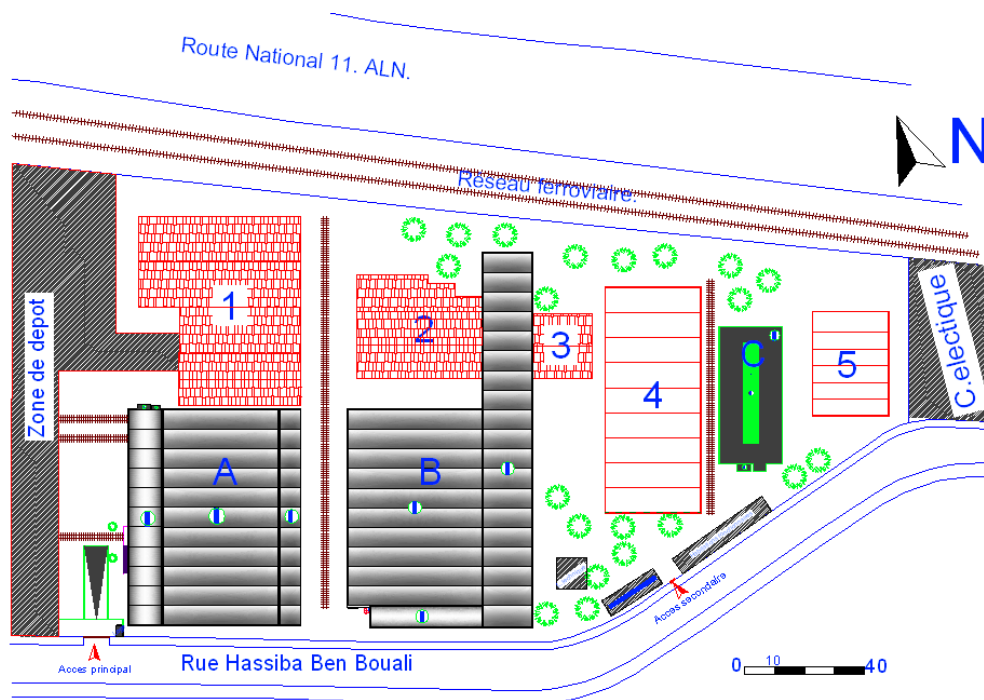 Route National 11. ALN.
N
Réseau ferroviaire.
Zone de depot
1
2
3
4
C
5
C.electique
A
B
Acces secondaire
Acces principal
Rue Hassiba Ben Bouali
0 10 40